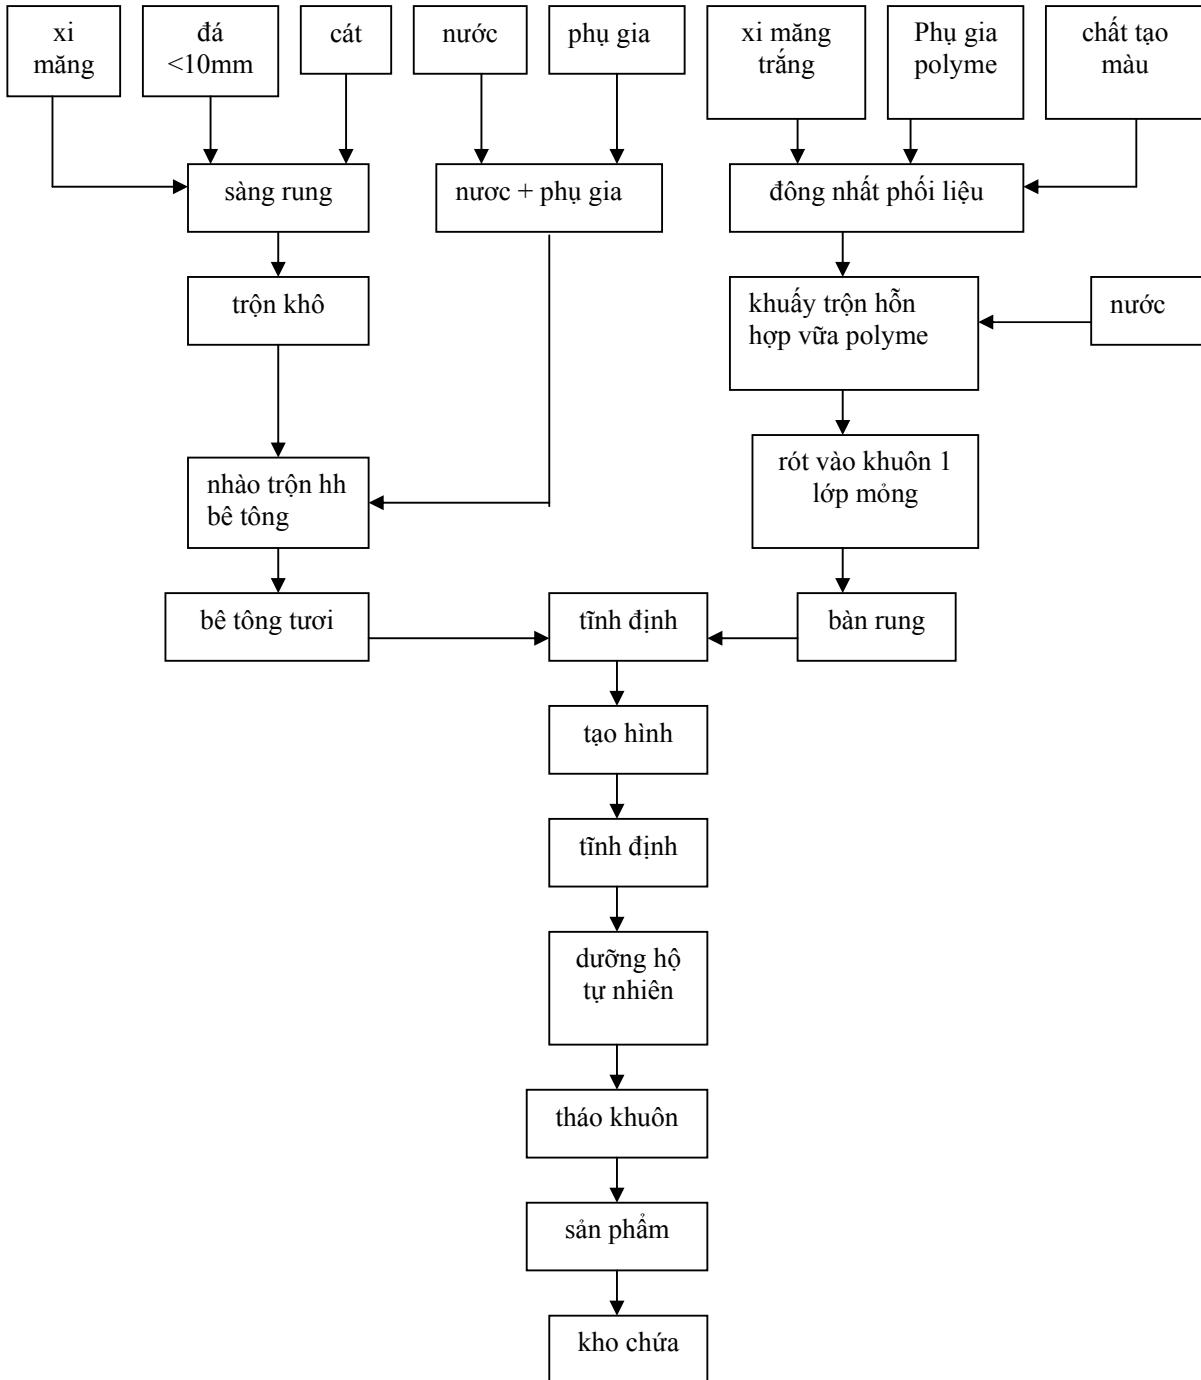 xi
măng
đá
<10mm
cát
nước
phụ gia
xi măng
trắng
Phụ gia
polyme
chất tạo
màu
sàng rung
nươc + phụ gia
đông nhất phối liệu
trộn khô
khuấy trộn hỗn
hợp vữa polyme
nước
nhào trộn hh
bê tông
rót vào khuôn 1
lớp mỏng
bê tông tươi
tĩnh định
bàn rung
tạo hình
tĩnh định
dưỡng hộ
tự nhiên
tháo khuôn
sản phẩm
kho chứa